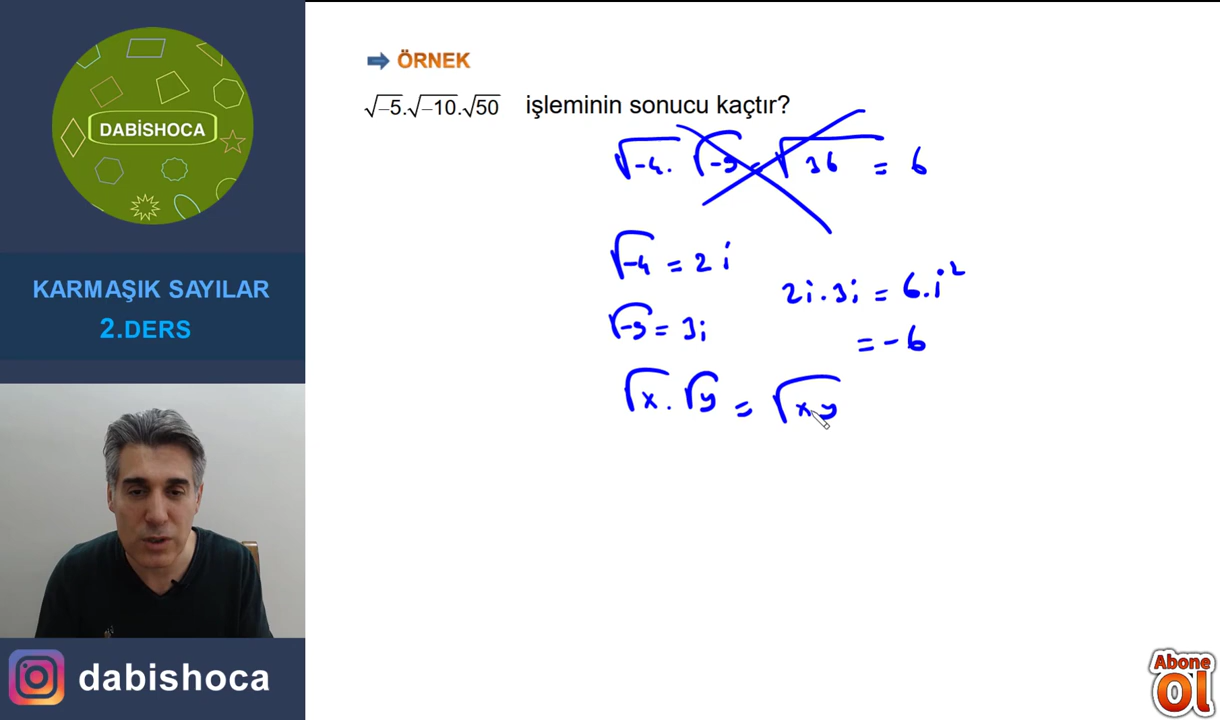 DABİSHOCA
KARMAŞIK SAYILAR
2.DERS
dabishoca
ÖRNEK
√−5.√−10.√50 işleminin sonucu kaçtır?
√-4 . √-9 = √36 = 6
√-4 = 2i
2i.3i = 6.i²
√-9 = 3i
= -6
√x . √y = √x.y
Abone
Ol